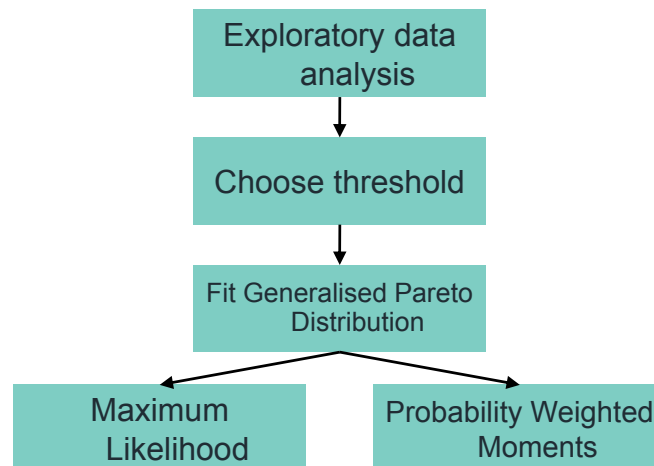 Exploratory data
analysis
Choose threshold
Fit Generalised Pareto
Distribution
Maximum
Likelihood
Probability Weighted
Moments